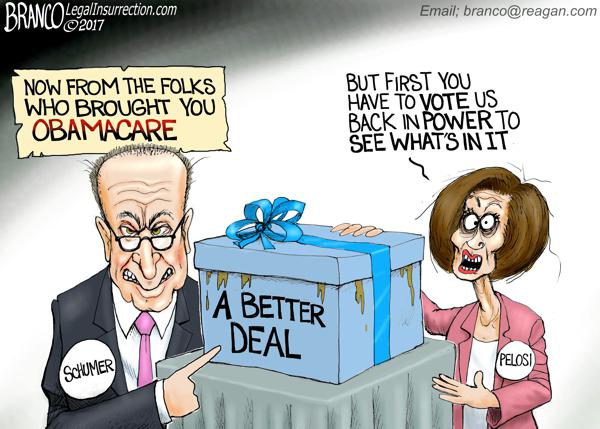 BRANCO LegalInsurrection.com
©2017
Email; branco@reagan.com
NOW FROM THE FOLKS
WHO BROUGHT YOU
OBAMACARE
BUT FIRST YOU
HAVE TO VOTE US
BACK IN POWER TO
SEE WHAT'S IN IT
A BETTER
DEAL
SCHUMER
PELOSI